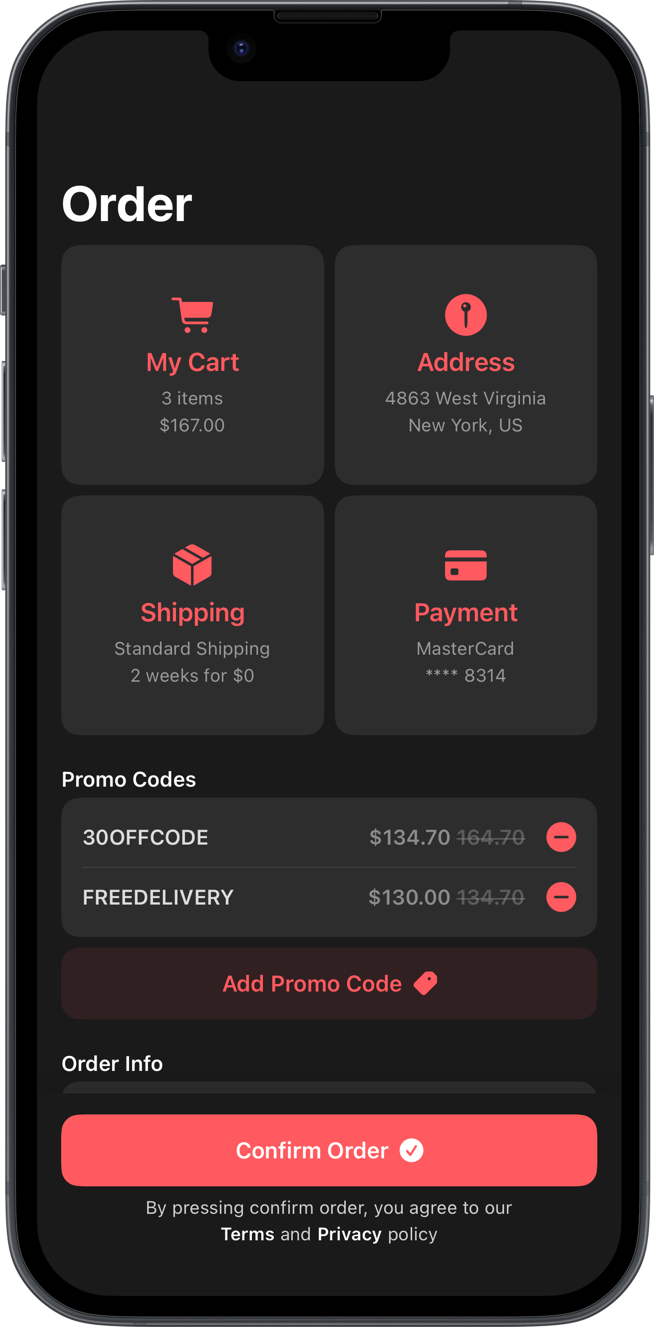 Order
My Cart
3 items
$167.00
Address
4863 West Virginia
New York, US
Shipping
Standard Shipping
2 weeks for $0
Payment
MasterCard
**** 8314
Promo Codes
30OFFCODE $134.70 164.70
FREEDELIVERY $130.00 134.70
Add Promo Code
Order Info
Confirm Order
By pressing confirm order, you agree to our
Terms and Privacy policy